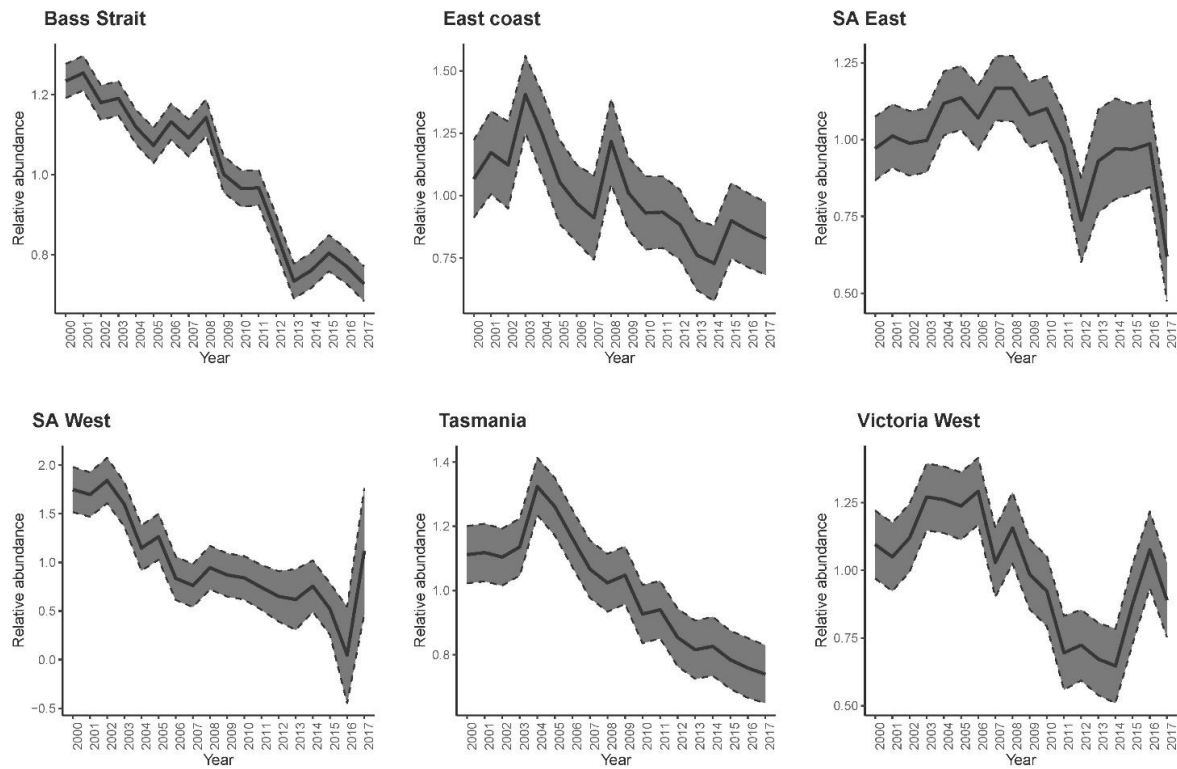 Bass Strait
Relative abundance
1.2
1.0
0.8
2000 2001 2002 2003 2004 2005 2006 2007 2008 2009 2010 2011 2012 2013 2014 2015 2016 2017
Year
East coast
Relative abundance
1.50
1.25
1.00
0.75
2000 2001 2002 2003 2004 2005 2006 2007 2008 2009 2010 2011 2012 2013 2014 2015 2016 2017
Year
SA East
Relative abundance
1.25
1.00
0.75
0.50
2000 2001 2002 2003 2004 2005 2006 2007 2008 2009 2010 2011 2012 2013 2014 2015 2016 2017
Year
SA West
Relative abundance
2.0
1.5
1.0
0.5
0.0
−0.5
2000 2001 2002 2003 2004 2005 2006 2007 2008 2009 2010 2011 2012 2013 2014 2015 2016 2017
Year
Tasmania
Relative abundance
1.4
1.2
1.0
0.8
2000 2001 2002 2003 2004 2005 2006 2007 2008 2009 2010 2011 2012 2013 2014 2015 2016 2017
Year
Victoria West
Relative abundance
1.25
1.00
0.75
0.50
2000 2001 2002 2003 2004 2005 2006 2007 2008 2009 2010 2011 2012 2013 2014 2015 2016 2017
Year